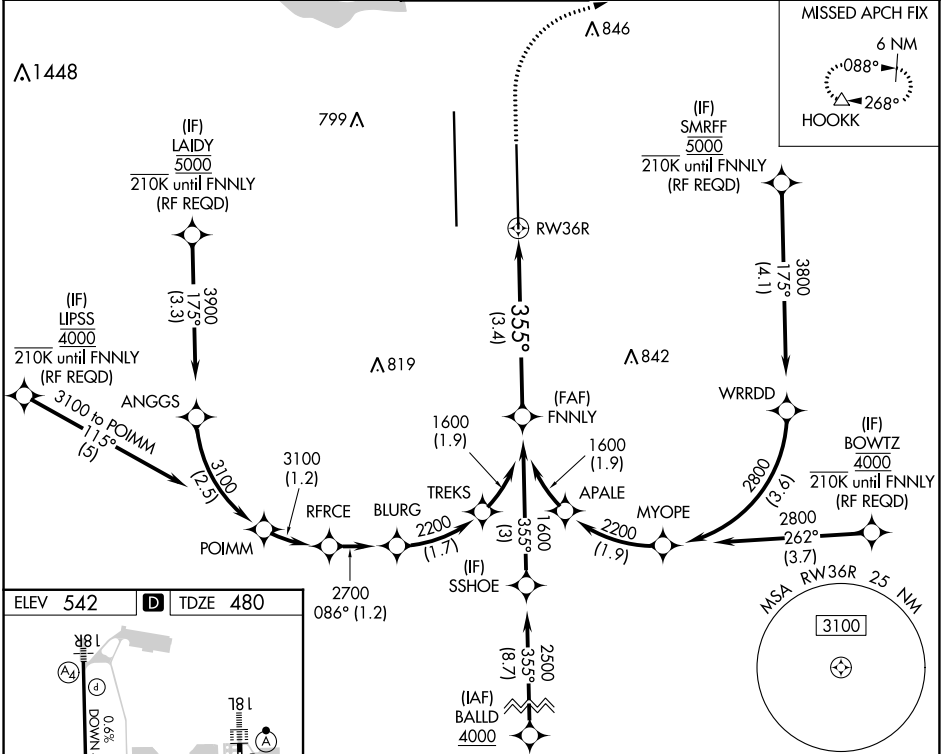 MISSED APCH FIX
6 NM
088°
268°
HOOKK
846
1448
799
(IF)
LAIDY
5000
210K until FNNLY
(RF REQD)
(IF)
SMRFF
5000
210K until FNNLY
(RF REQD)
RW36R
3900
175°
(3.3)
3800
175°
(4.1)
355°
(3.4)
(IF)
LIPSS
4000
210K until FNNLY
(RF REQD)
819
842
ANGGS
3100 to POIMM
115°
(5)
(FAF)
FNNLY
WRRDD
(IF)
BOWTZ
4000
210K until FNNLY
(RF REQD)
1600
(1.9)
1600
(1.9)
3100
(2.5)
3100
(1.2)
2800
(3.6)
POIMM
RFRCE
BLURG
TREKS
APALE
MYOPE
2200
(1.7)
2200
(1.9)
2800
262°
(3.7)
1600
355°
(3)
2700
086° (1.2)
(IF)
SSHOE
2500
355°
(8.7)
(IAF)
BALLD
4000
MSA RW36R 25 NM
3100
ELEV 542 D TDZE 480
18R
A4
P
0.6%
DOWN
18L
A